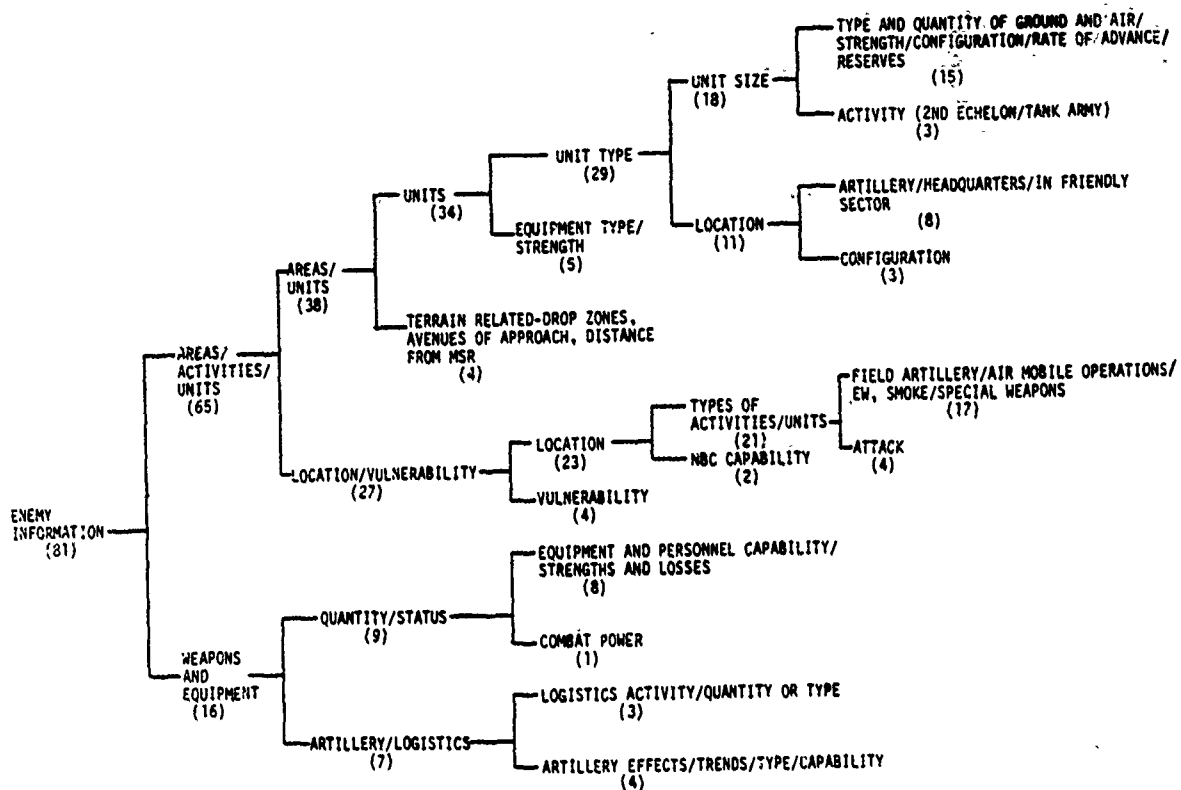 TYPE AND QUANTITY OF GROUND AND AIR/
STRENGTH/CONFIGURATION/RATE OF ADVANCE/
RESERVES
(15)
UNIT SIZE
(18)
ACTIVITY (2ND ECHELON/TANK ARMY)
(3)
UNIT TYPE
(29)
ARTILLERY/HEADQUARTERS/IN FRIENDLY
SECTOR
(8)
LOCATION
(11)
CONFIGURATION
(3)
UNITS
(34)
EQUIPMENT TYPE/
STRENGTH
(5)
AREAS/
UNITS
(38)
TERRAIN RELATED-DROP ZONES,
AVENUES OF APPROACH, DISTANCE
FROM MSR
(4)
AREAS/
ACTIVITIES/
UNITS
(65)
FIELD ARTILLERY/AIR MOBILE OPERATIONS/
EW, SMOKE/SPECIAL WEAPONS
(17)
TYPES OF
ACTIVITIES/UNITS
(21)
ATTACK
(4)
LOCATION
(23)
NBC CAPABILITY
(2)
LOCATION/VULNERABILITY
(27)
VULNERABILITY
(4)
ENEMY
INFORMATION
(81)
EQUIPMENT AND PERSONNEL CAPABILITY/
STRENGTHS AND LOSSES
(8)
QUANTITY/STATUS
(9)
COMBAT POWER
(1)
WEAPONS
AND
EQUIPMENT
(16)
LOGISTICS ACTIVITY/QUANTITY OR TYPE
(3)
ARTILLERY/LOGISTICS
(7)
ARTILLERY EFFECTS/TRENDS/TYPE/CAPABILITY
(4)